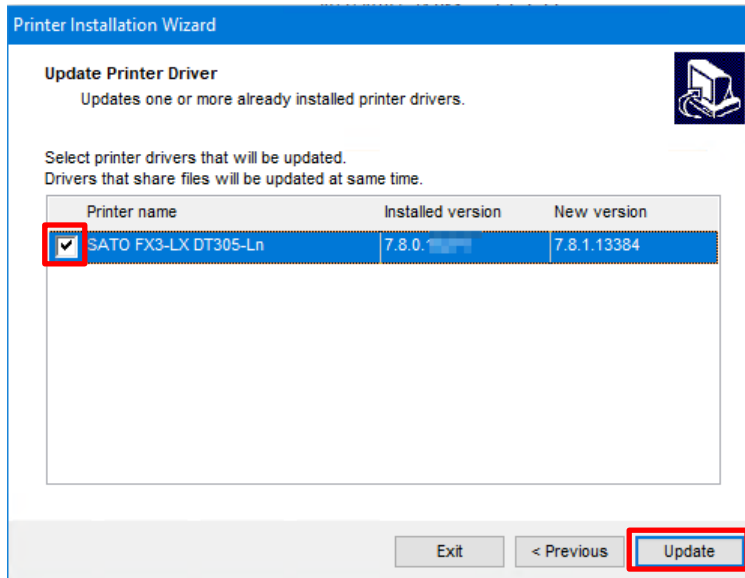 Printer Installation Wizard
Update Printer Driver
Updates one or more already installed printer drivers.
Select printer drivers that will be updated.
Drivers that share files will be updated at same time.
Printer name Installed version New version
SATO FX3-LX DT305-Ln 7.8.0. 7.8.1.13384
Exit < Previous Update